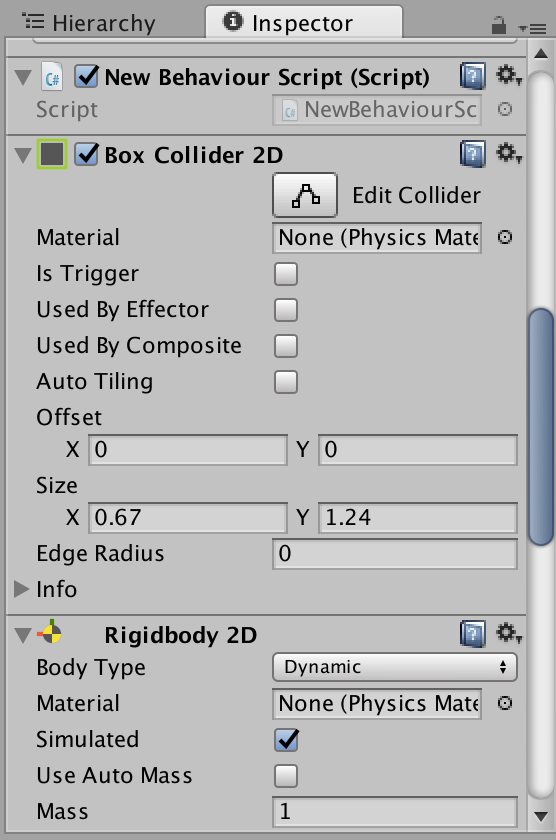 Hierarchy Inspector
C# New Behaviour Script (Script)
Script C# NewBehaviourSc
Box Collider 2D
Edit Collider
Material None (Physics Mate
Is Trigger
Used By Effector
Used By Composite
Auto Tiling
Offset
X 0 Y 0
Size
X 0.67 Y 1.24
Edge Radius 0
Info
Rigidbody 2D
Body Type Dynamic
Material None (Physics Mate
Simulated
Use Auto Mass
Mass 1